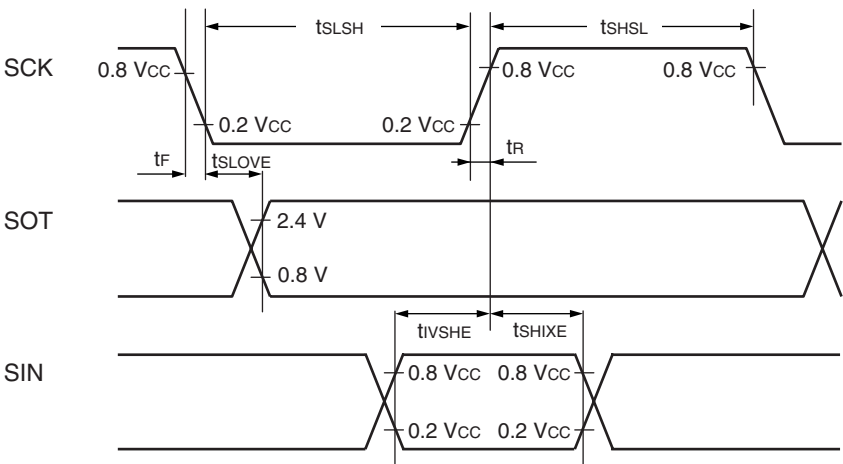 tSLSH tSHSL
SCK 0.8 VCC 0.8 VCC 0.8 VCC
0.2 VCC 0.2 VCC
tF tSLOVE tR
SOT 2.4 V
0.8 V
tIVSHE tSHIXE
SIN 0.8 VCC 0.8 VCC
0.2 VCC 0.2 VCC